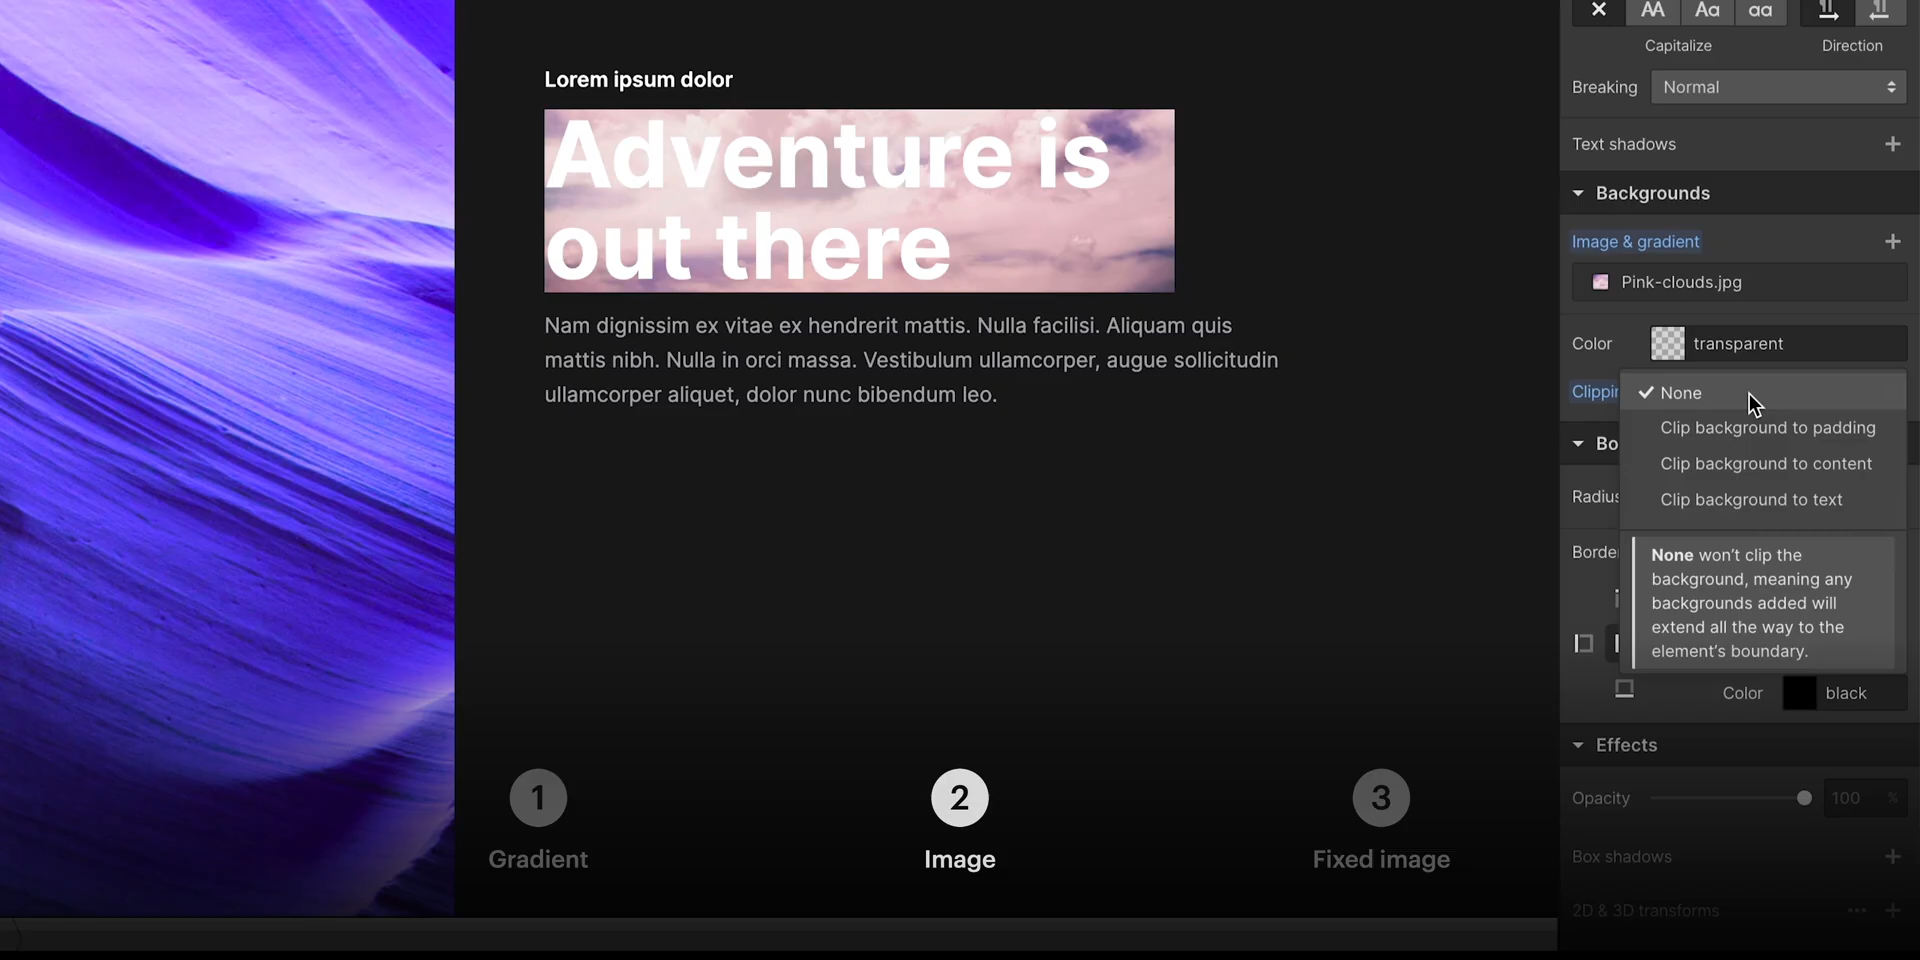 AA Aa aa
Capitalize Direction
Lorem ipsum dolor
Adventure is
out there
Nam dignissim ex vitae ex hendrerit mattis. Nulla facilisi. Aliquam quis
mattis nibh. Nulla in orci massa. Vestibulum ullamcorper, augue sollicitudin
ullamcorper aliquet, dolor nunc bibendum leo.
1
Gradient
2
Image
3
Fixed image
Breaking Normal
Text shadows
Backgrounds
Image & gradient
Pink-clouds.jpg
Color transparent
Clippin
None
Clip background to padding
Clip background to content
Clip background to text
None won’t clip the
background, meaning any
backgrounds added will
extend all the way to the
element’s boundary.
Bo
Radius
Border
Color black
Effects
Opacity 100 %
Box shadows
2D & 3D transforms